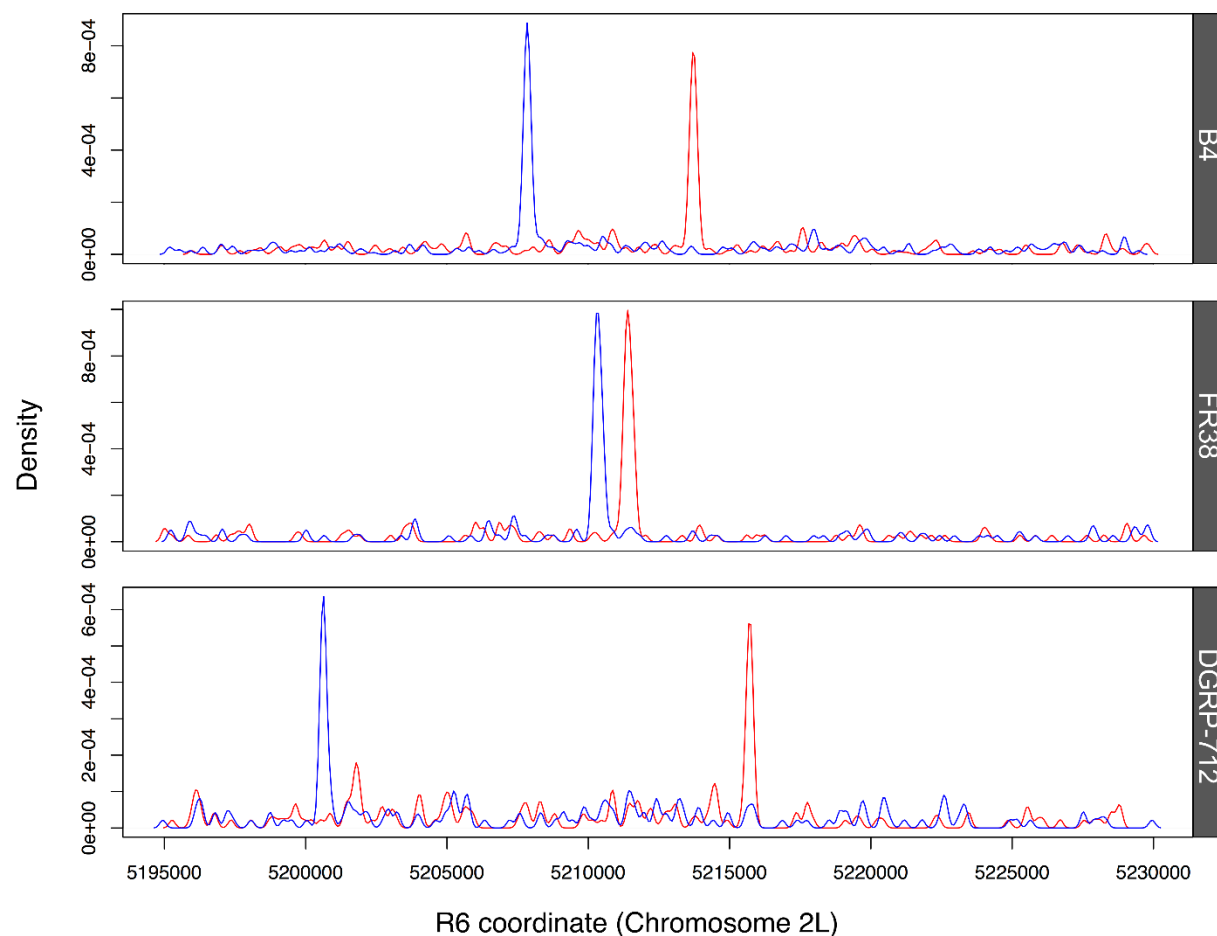 Density
0e+00
4e-04
8e-04
B4
0e+00
4e-04
8e-04
FR38
0e+00
2e-04
4e-04
6e-04
DGRP-712
5195000 5200000 5205000 5210000 5215000 5220000 5225000 5230000
R6 coordinate (Chromosome 2L)